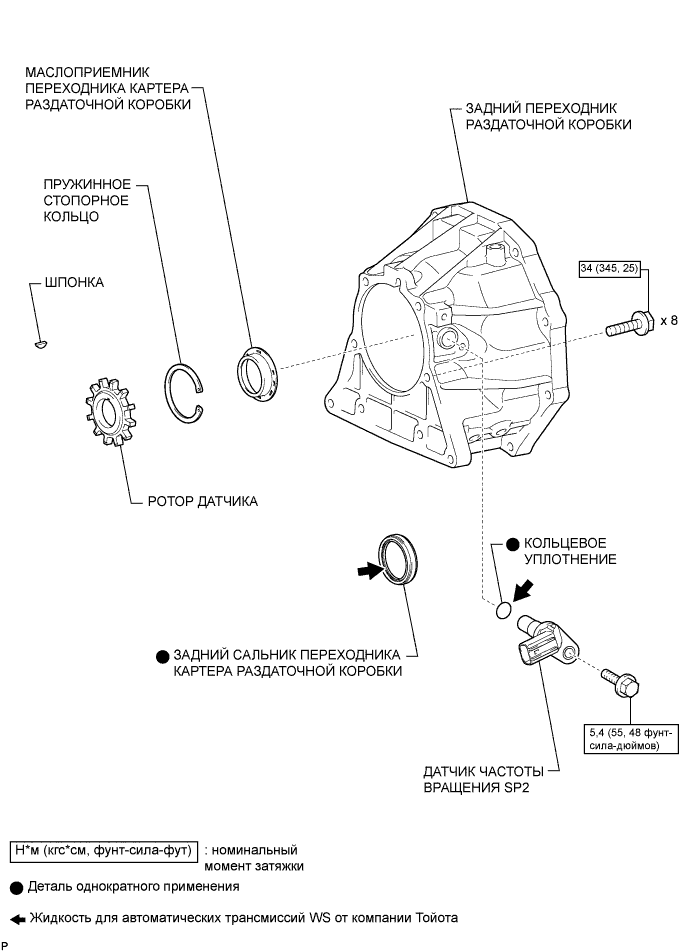 МАСЛОПРИЕМНИК
ПЕРЕХОДНИКА КАРТЕРА
РАЗДАТОЧНОЙ КОРОБКИ
ЗАДНИЙ ПЕРЕХОДНИК
РАЗДАТОЧНОЙ КОРОБКИ
ПРУЖИННОЕ
СТОПОРНОЕ
КОЛЬЦО
34 (345, 25)
ШПОНКА
x 8
РОТОР ДАТЧИКА
КОЛЬЦЕВОЕ
УПЛОТНЕНИЕ
ЗАДНИЙ САЛЬНИК ПЕРЕХОДНИКА
КАРТЕРА РАЗДАТОЧНОЙ КОРОБКИ
5,4 (55, 48 фунт-
сила-дюймов)
ДАТЧИК ЧАСТОТЫ
ВРАЩЕНИЯ SP2
Н*м (кгс*см, фунт-сила-фут) : номинальный
момент затяжки
Деталь однократного применения
Жидкость для автоматических трансмиссий WS от компании Тойота
P